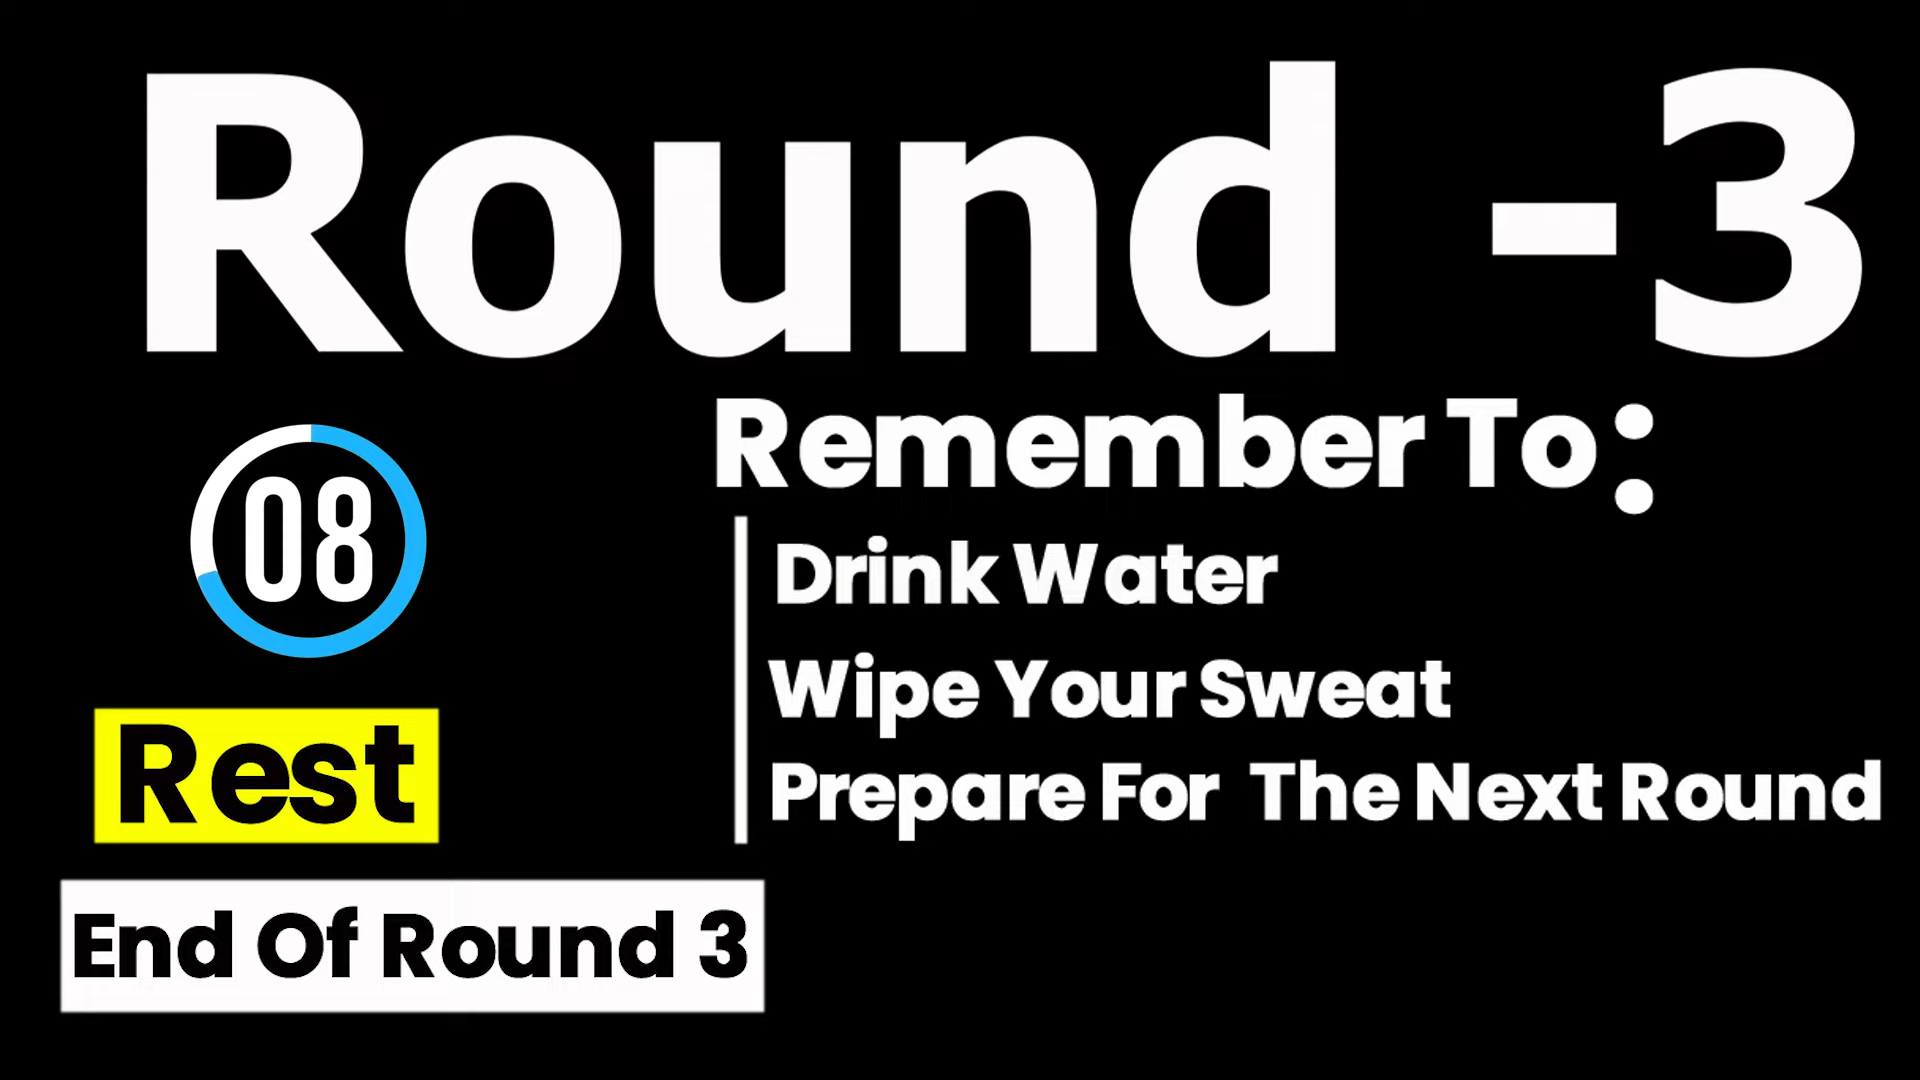 Round -3
Remember To:
08
Drink Water
Wipe Your Sweat
Prepare For The Next Round
Rest
End Of Round 3